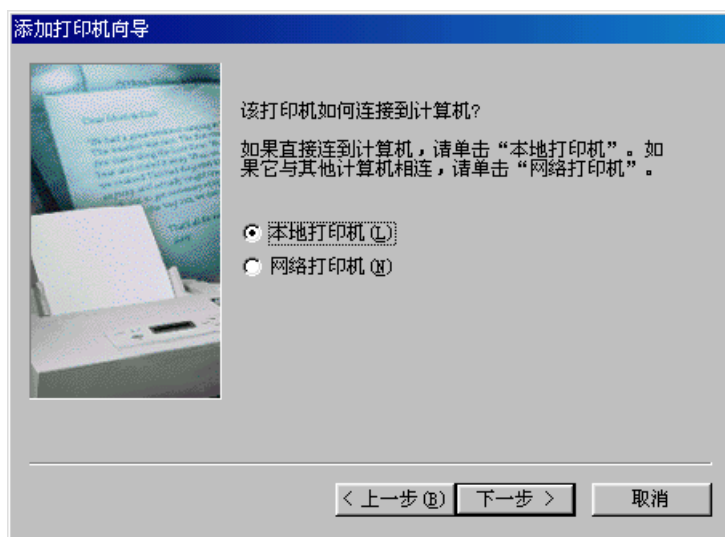 添加打印机向导
该打印机如何连接到计算机?
如果直接连到计算机，请单击“本地打印机”。如
果它与其他计算机相连，请单击“网络打印机”。
本地打印机(L)
网络打印机(N)
< 上一步(B)
下一步 >
取消